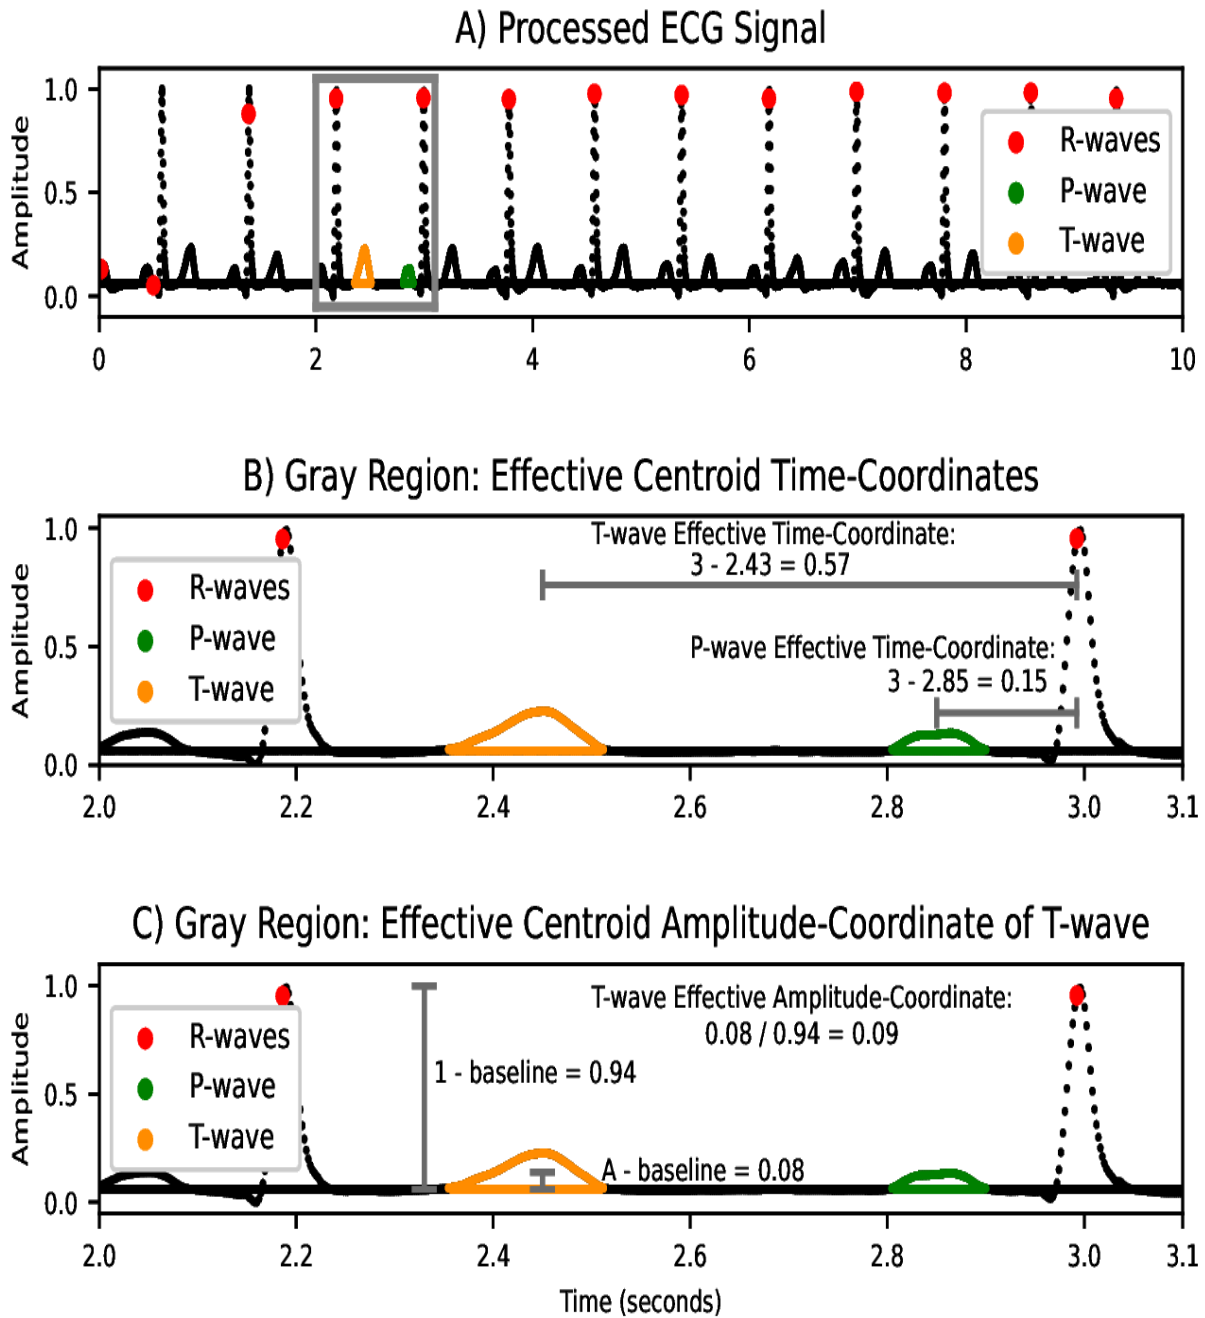 A) Processed ECG Signal
Amplitude
1.0
0.5
0.0
R-waves
P-wave
T-wave
0 2 4 6 8 10
B) Gray Region: Effective Centroid Time-Coordinates
Amplitude
1.0
0.5
0.0
R-waves
P-wave
T-wave
T-wave Effective Time-Coordinate:
3 - 2.43 = 0.57
P-wave Effective Time-Coordinate:
3 - 2.85 = 0.15
2.0 2.2 2.4 2.6 2.8 3.0 3.1
C) Gray Region: Effective Centroid Amplitude-Coordinate of T-wave
Amplitude
1.0
0.5
0.0
R-waves
P-wave
T-wave
T-wave Effective Amplitude-Coordinate:
0.08 / 0.94 = 0.09
1 - baseline = 0.94
A - baseline = 0.08
2.0 2.2 2.4 2.6 2.8 3.0 3.1
Time (seconds)